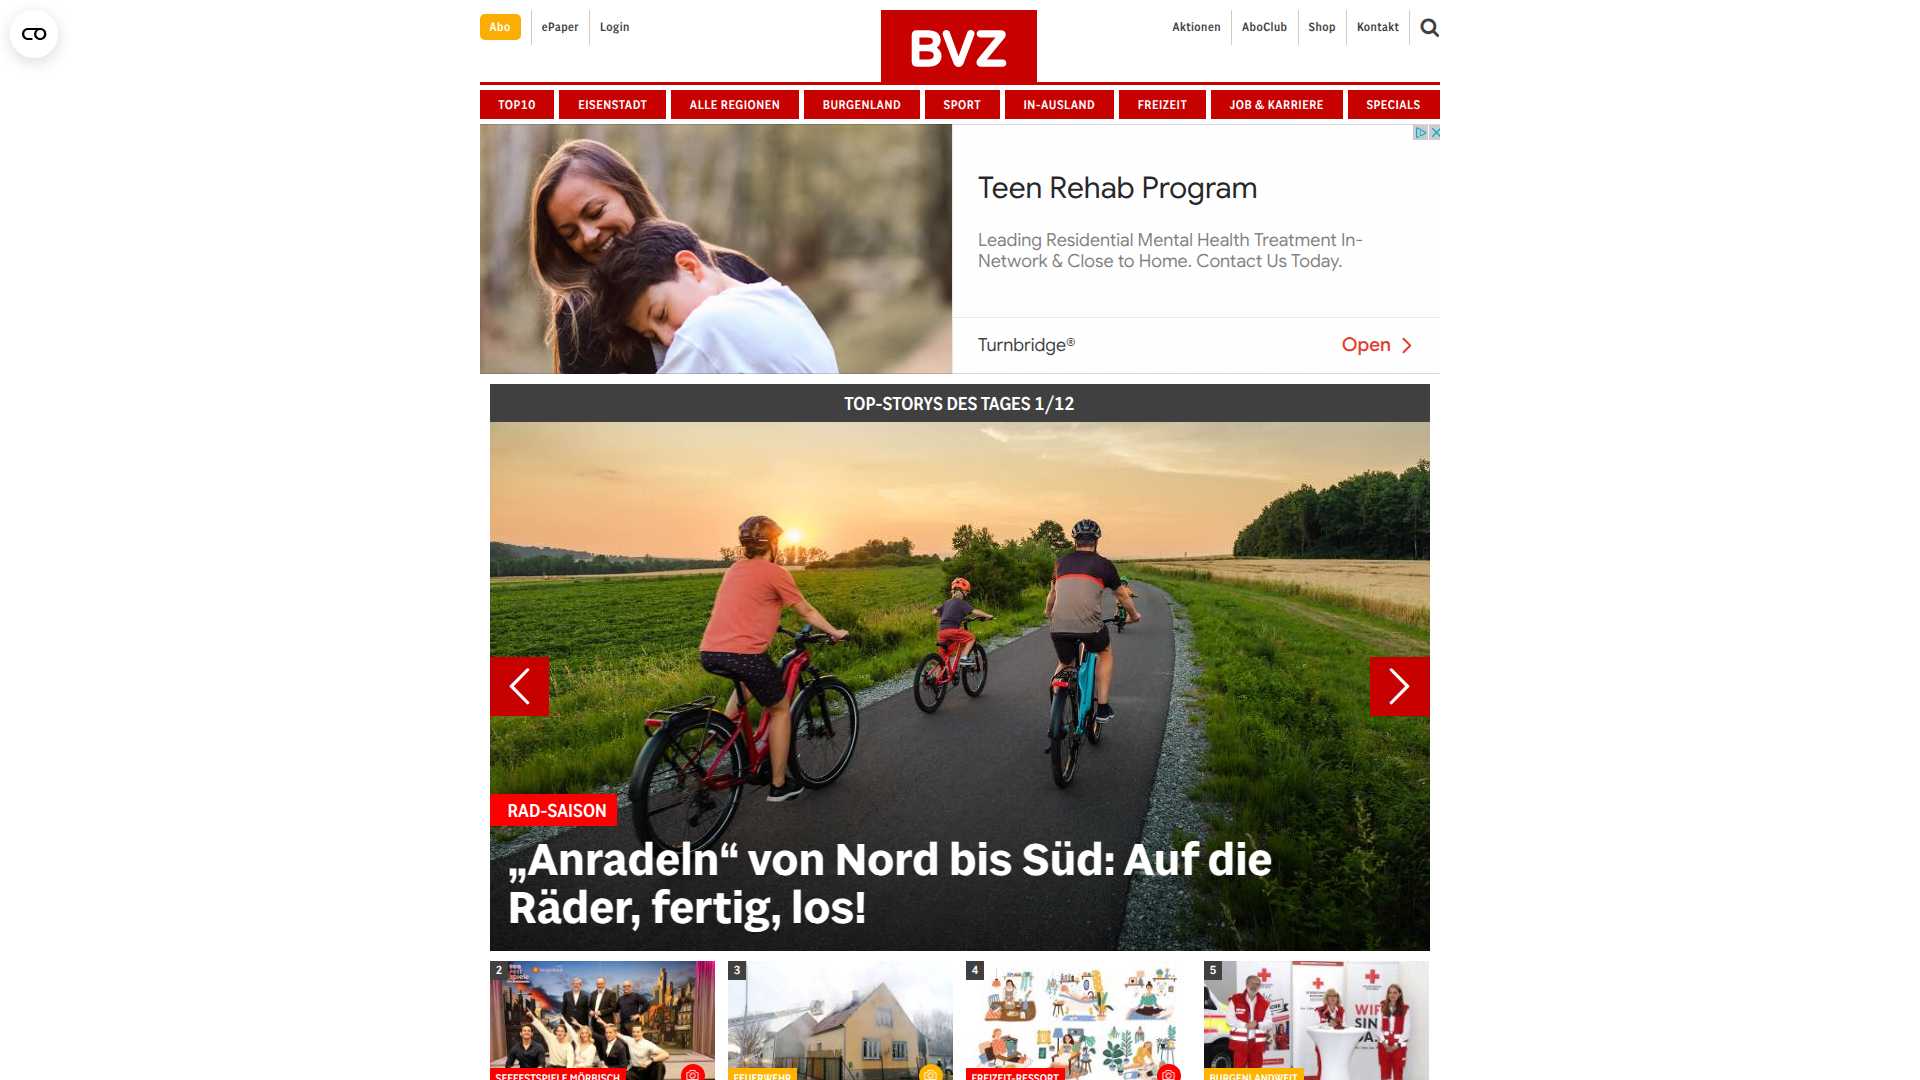 Abo
ePaper
Login
BVZ
Aktionen
AboClub
Shop
Kontakt
TOP10
EISENSTADT
ALLE REGIONEN
BURGENLAND
SPORT
IN-AUSLAND
FREIZEIT
JOB & KARRIERE
SPECIALS
Teen Rehab Program
Leading Residential Mental Health Treatment In-
Network & Close to Home. Contact Us Today.
Turnbridge®
Open
TOP-STORYS DES TAGES 1/12
RAD-SAISON
„Anradeln“ von Nord bis Süd: Auf die
Räder, fertig, los!
2
3
4
5
SEEFESTSPIELE MÖRBISCH
FEUERWEHR
FREIZEIT-RESSORT
BURGENLANDWEIT